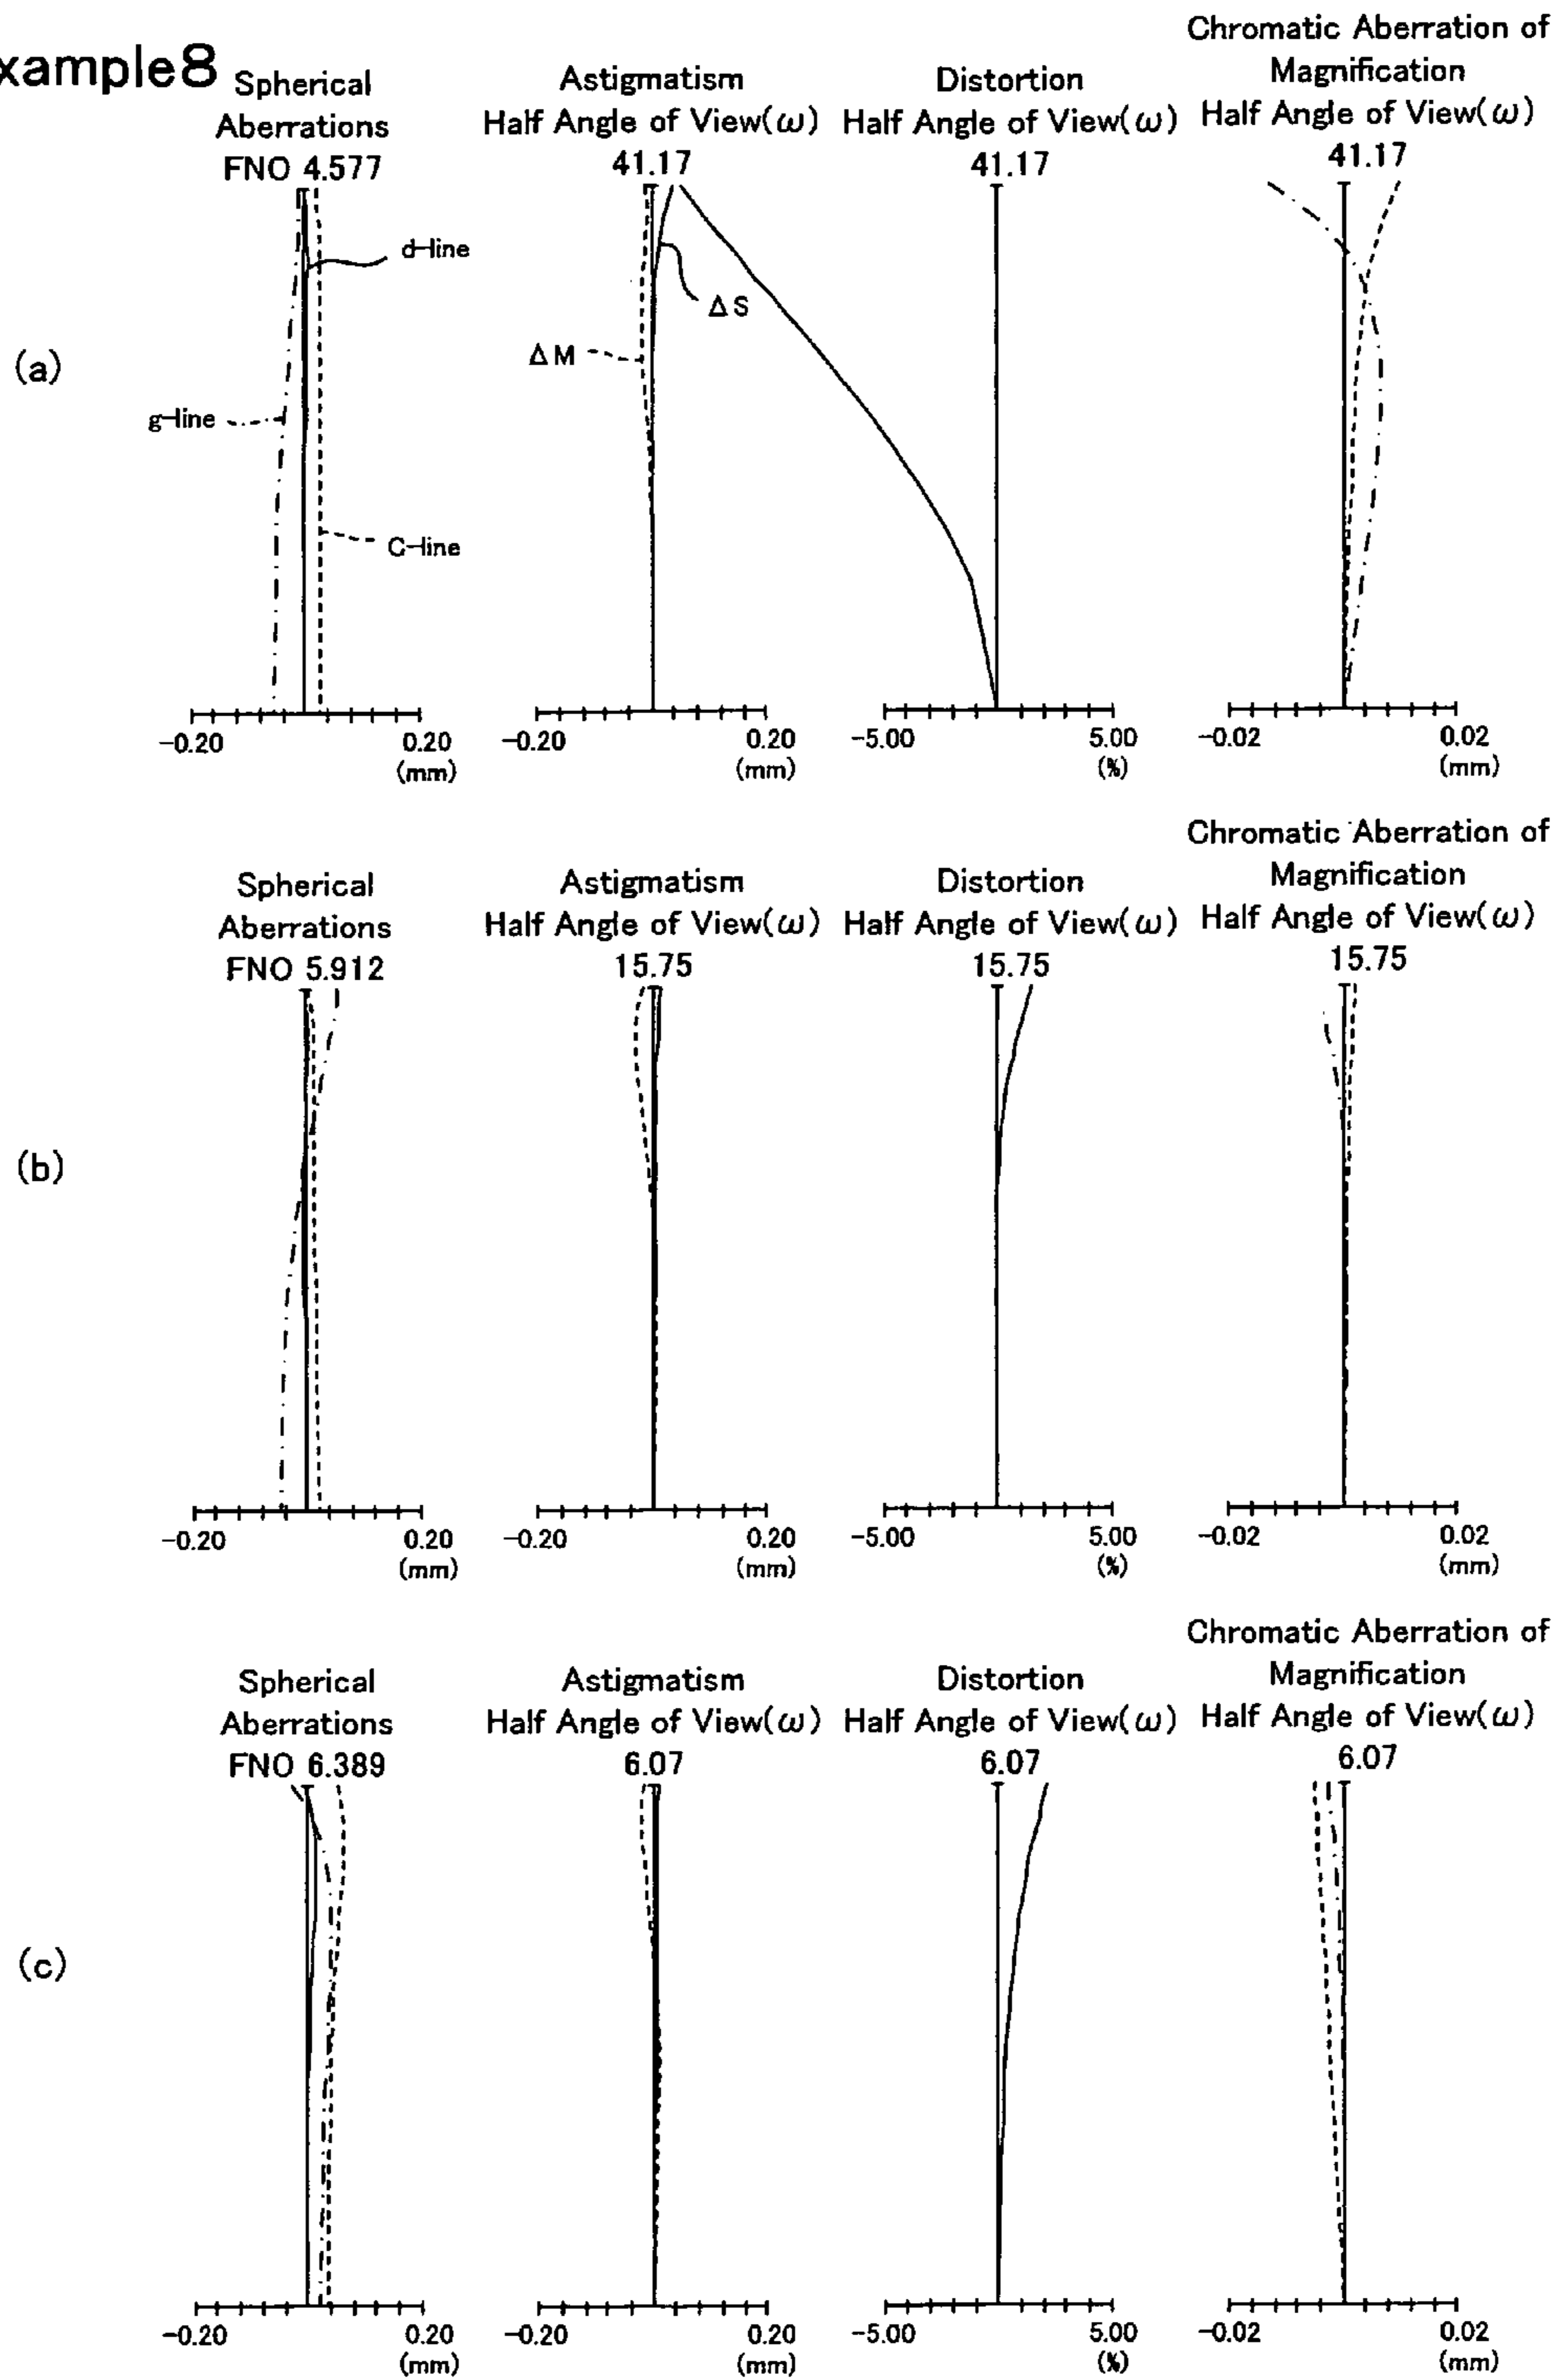 xample8
Spherical
Aberrations
FNO 4.577
Astigmatism
Half Angle of View(ω)
41.17
Distortion
Half Angle of View(ω)
41.17
Chromatic Aberration of
Magnification
Half Angle of View(ω)
41.17
(a)
d-line
g-line
C-line
ΔS
ΔM
-0.20 0.20
(mm)
-0.20 0.20
(mm)
-5.00 5.00
(%)
-0.02 0.02
(mm)
Spherical
Aberrations
FNO 5.912
Astigmatism
Half Angle of View(ω)
15.75
Distortion
Half Angle of View(ω)
15.75
Chromatic Aberration of
Magnification
Half Angle of View(ω)
15.75
(b)
-0.20 0.20
(mm)
-0.20 0.20
(mm)
-5.00 5.00
(%)
-0.02 0.02
(mm)
Spherical
Aberrations
FNO 6.389
Astigmatism
Half Angle of View(ω)
6.07
Distortion
Half Angle of View(ω)
6.07
Chromatic Aberration of
Magnification
Half Angle of View(ω)
6.07
(c)
-0.20 0.20
(mm)
-0.20 0.20
(mm)
-5.00 5.00
(%)
-0.02 0.02
(mm)